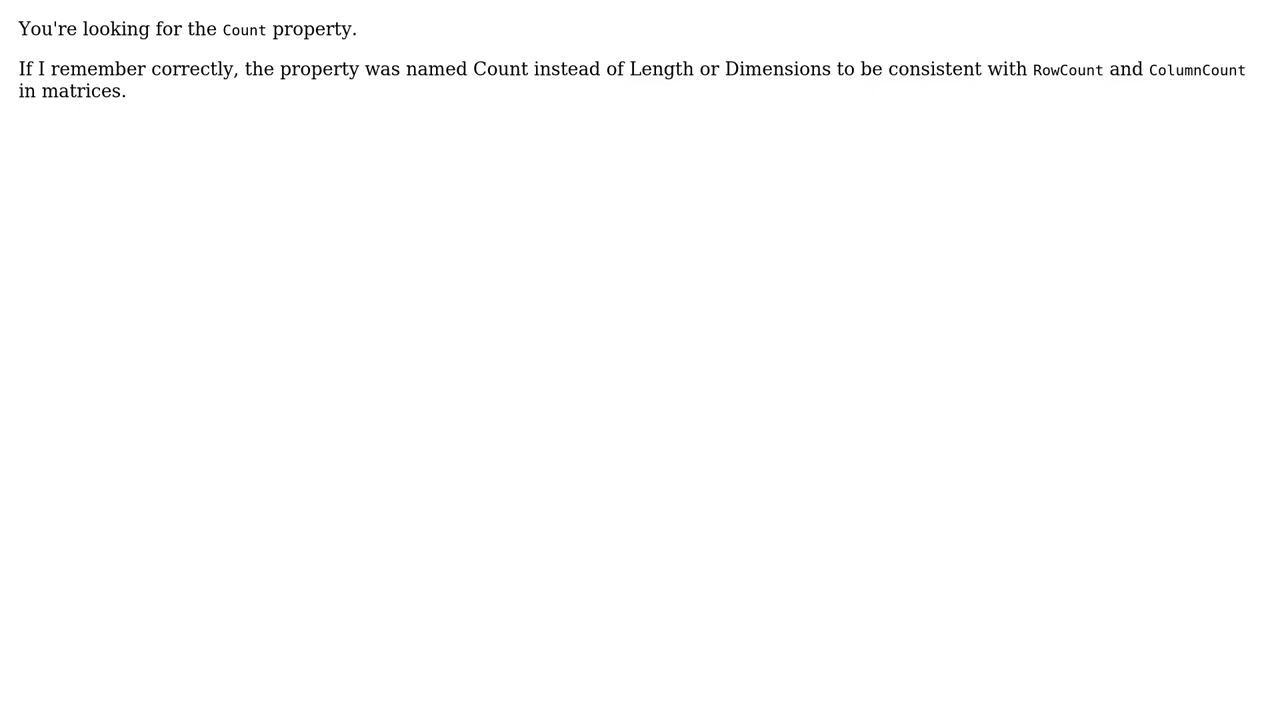 You're looking for the Count property.
If I remember correctly, the property was named Count instead of Length or Dimensions to be consistent with RowCount and ColumnCount
in matrices.